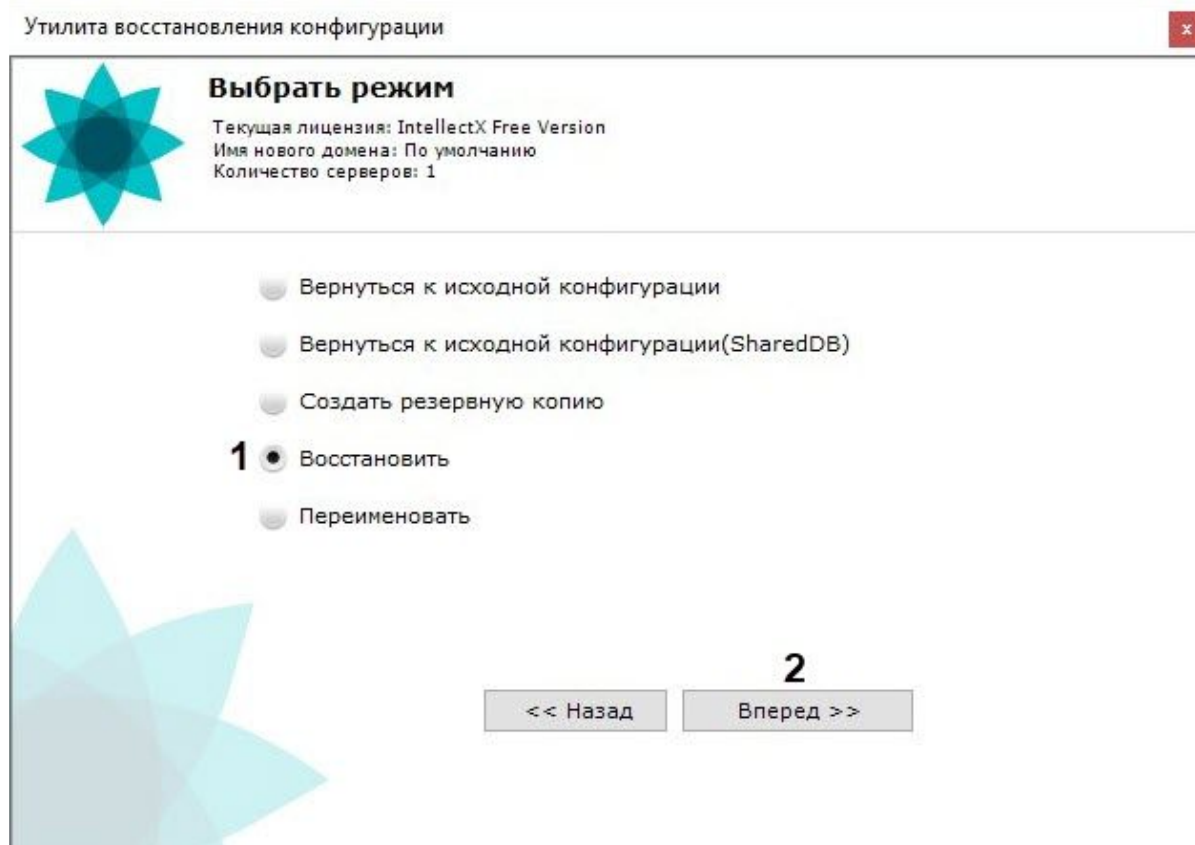 Утилита восстановления конфигурации
x
Выбрать режим
Текущая лицензия: IntellectX Free Version
Имя нового домена: По умолчанию
Количество серверов: 1
Вернуться к исходной конфигурации
Вернуться к исходной конфигурации(SharedDB)
Создать резервную копию
1 Восстановить
Переименовать
2
<< Назад Вперед >>